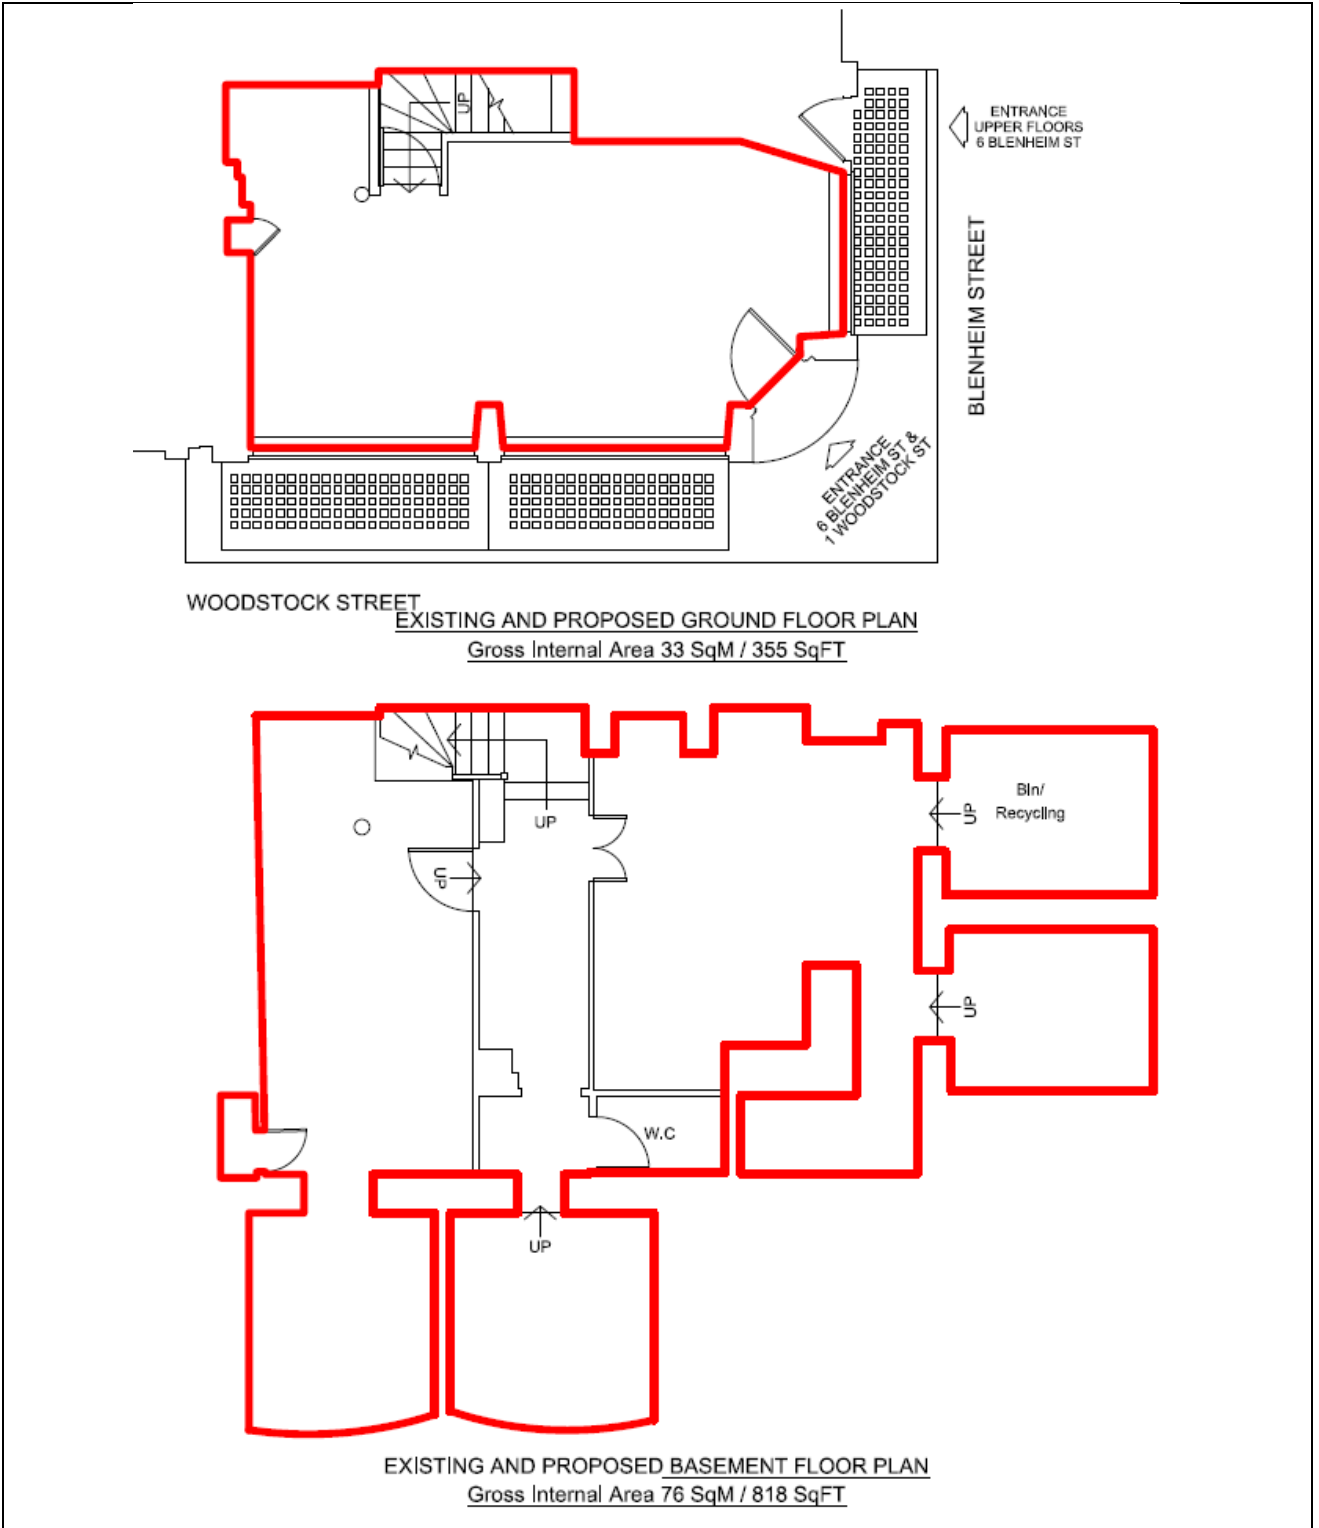 UP
ENTRANCE
UPPER FLOORS
6 BLENHEIM ST
BLENHEIM STREET
ENTRANCE
6 BLENHEIM ST &
1 WOODSTOCK ST
WOODSTOCK STREET
EXISTING AND PROPOSED GROUND FLOOR PLAN
Gross Internal Area 33 SqM / 355 SqFT
UP
UP
Bin/
Recycling
UP
UP
W.C
UP
EXISTING AND PROPOSED BASEMENT FLOOR PLAN
Gross Internal Area 76 SqM / 818 SqFT